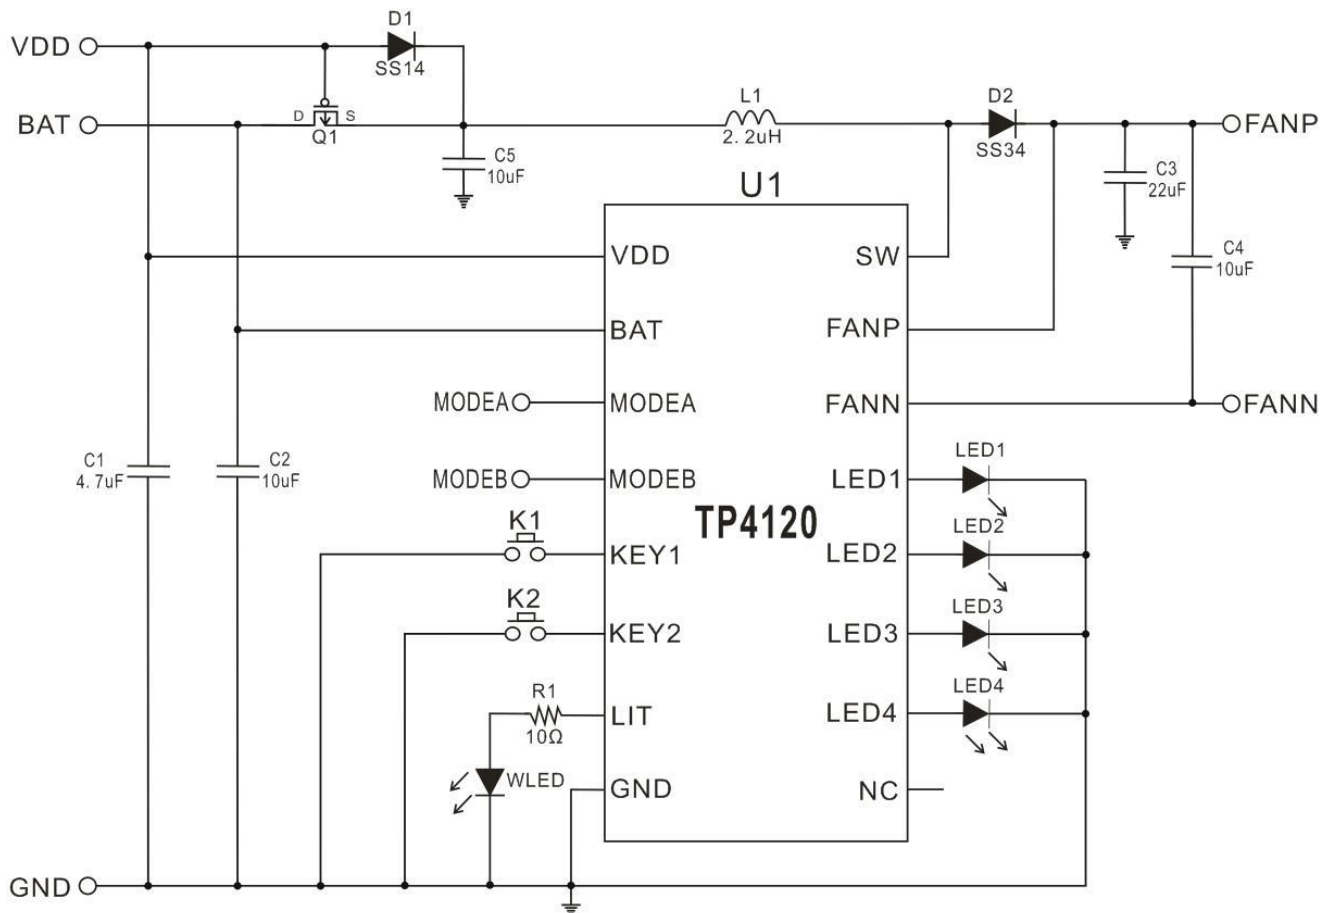 D1
VDD
SS14
BAT
D
S
Q1
C5
10uF
L1
2.2uH
D2
SS34
FANP
C3
22uF
U1
VDD
SW
C4
10uF
BAT
FANP
MODEA
MODEA
FANN
FANN
C1
4.7uF
C2
10uF
MODEB
MODEB
LED1
LED1
TP4120
K1
KEY1
LED2
LED2
K2
KEY2
LED3
LED3
R1
10Ω
LIT
LED4
LED4
WLED
GND
NC
GND